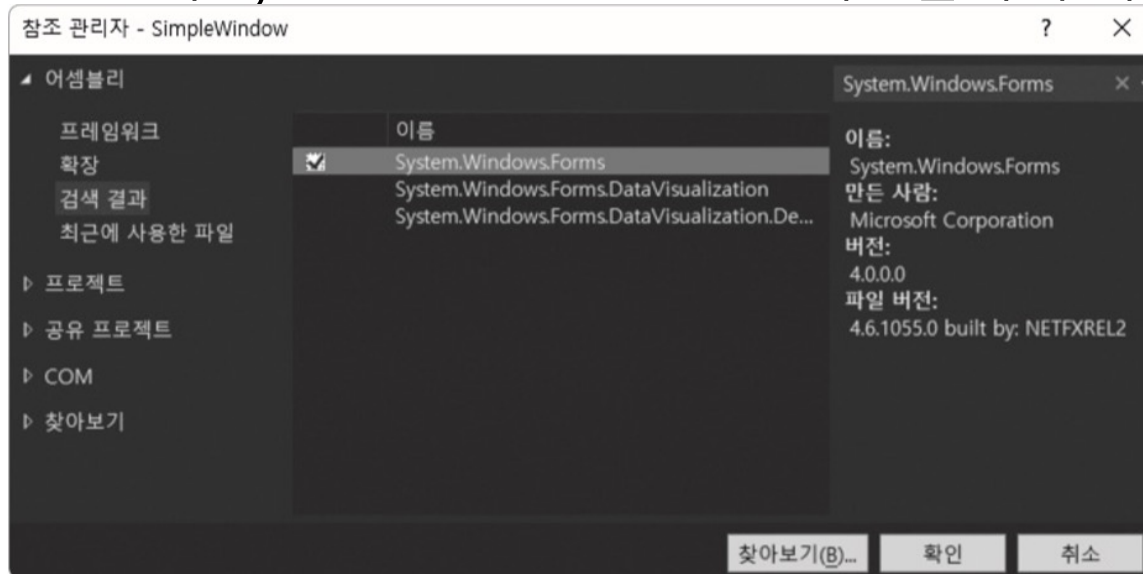 참조 관리자 - SimpleWindow
? ×
어셈블리
System.Windows.Forms ×
프레임워크
확장
검색 결과
최근에 사용한 파일
프로젝트
공유 프로젝트
COM
찾아보기
이름
System.Windows.Forms
System.Windows.Forms.DataVisualization
System.Windows.Forms.DataVisualization.De...
이름:
System.Windows.Forms
만든 사람:
Microsoft Corporation
버전:
4.0.0.0
파일 버전:
4.6.1055.0 built by: NETFXREL2
찾아보기(B)... 확인 취소